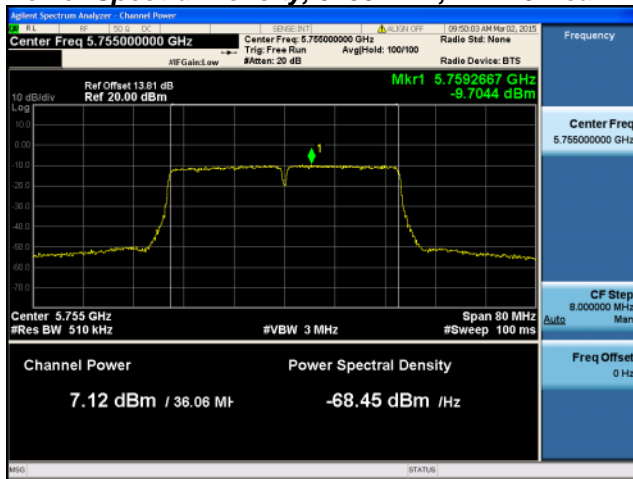 Agilent Spectrum Analyzer - Channel Power
RL RF 50 Ω DC SENSE:INT ALIGN OFF 09:50:03 AM Mar 02, 2015
Center Freq 5.755000000 GHz Center Freq: 5.755000000 GHz Radio Std: None Frequency
Trig: Free Run Avg|Hold: 100/100
#IFGain:Low #Atten: 20 dB Radio Device: BTS
Mkr1 5.7592667 GHz
Ref Offset 13.81 dB
10 dB/div Ref 20.00 dBm -9.7044 dBm
Log
10.0
0.00
-10.0
-20.0
-30.0
-40.0
-50.0
-60.0
-70.0
1
Center Freq
5.755000000 GHz
Center 5.755 GHz Span 80 MHz
#Res BW 510 kHz #VBW 3 MHz #Sweep 100 ms
CF Step
8.000000 MHz
Auto Man
Channel Power Power Spectral Density
7.12 dBm / 36.06 MH -68.45 dBm /Hz
Freq Offset
0 Hz
MSG STATUS